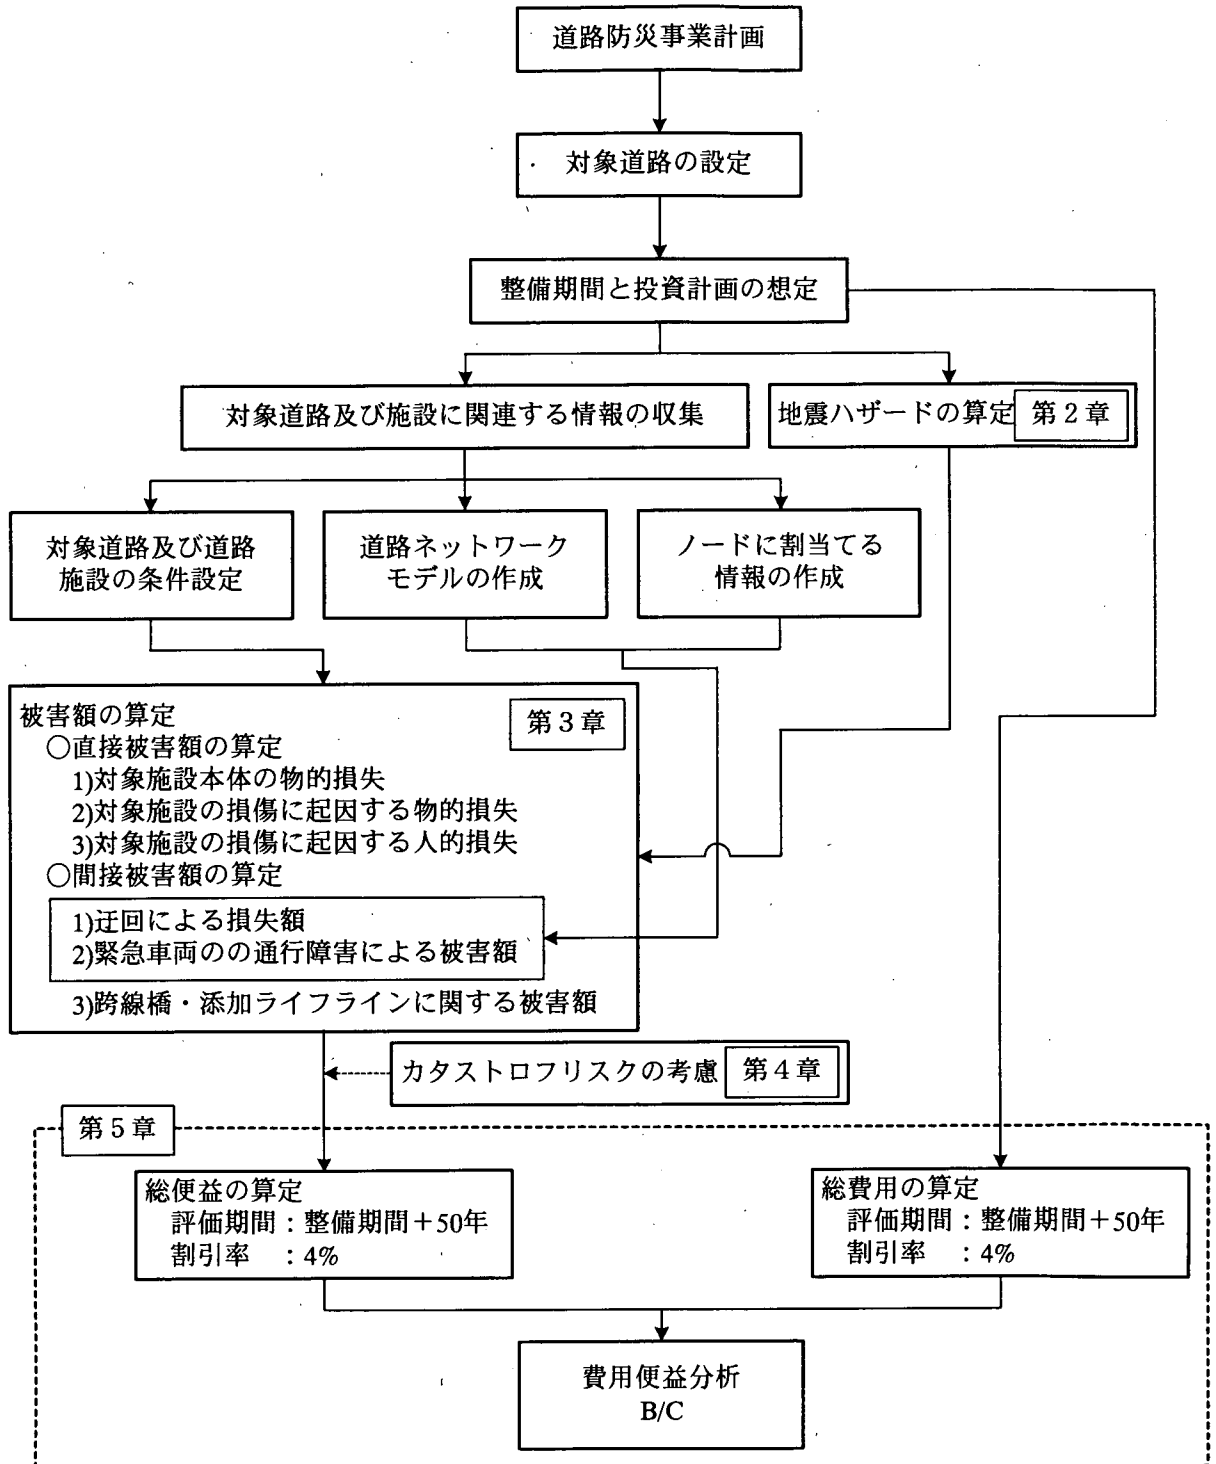 道路防災事業計画
対象道路の設定
整備期間と投資計画の想定
対象道路及び施設に関連する情報の収集
地震ハザードの算定 第2章
対象道路及び道路
施設の条件設定
道路ネットワーク
モデルの作成
ノードに割当てる
情報の作成
被害額の算定
第3章
○直接被害額の算定
1)対象施設本体の物的損失
2)対象施設の損傷に起因する物的損失
3)対象施設の損傷に起因する人的損失
○間接被害額の算定
1)迂回による損失額
2)緊急車両のの通行障害による被害額
3)跨線橋・添加ライフラインに関する被害額
カタストロフリスクの考慮 第4章
第5章
総便益の算定
評価期間：整備期間＋50年
割引率　：4%
総費用の算定
評価期間：整備期間＋50年
割引率　：4%
費用便益分析
B/C